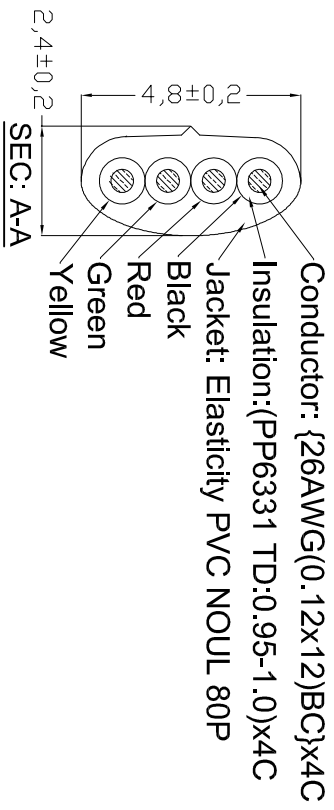 Conductor: {26AWG(0.12x12)BC}x4C
Insulation:(PP6331 TD:0.95-1.0)x4C
Jacket: Elasticity PVC NOUL 80P
Black
Red
Green
Yellow
4,8±0,2
2,4±0,2
SEC: A-A